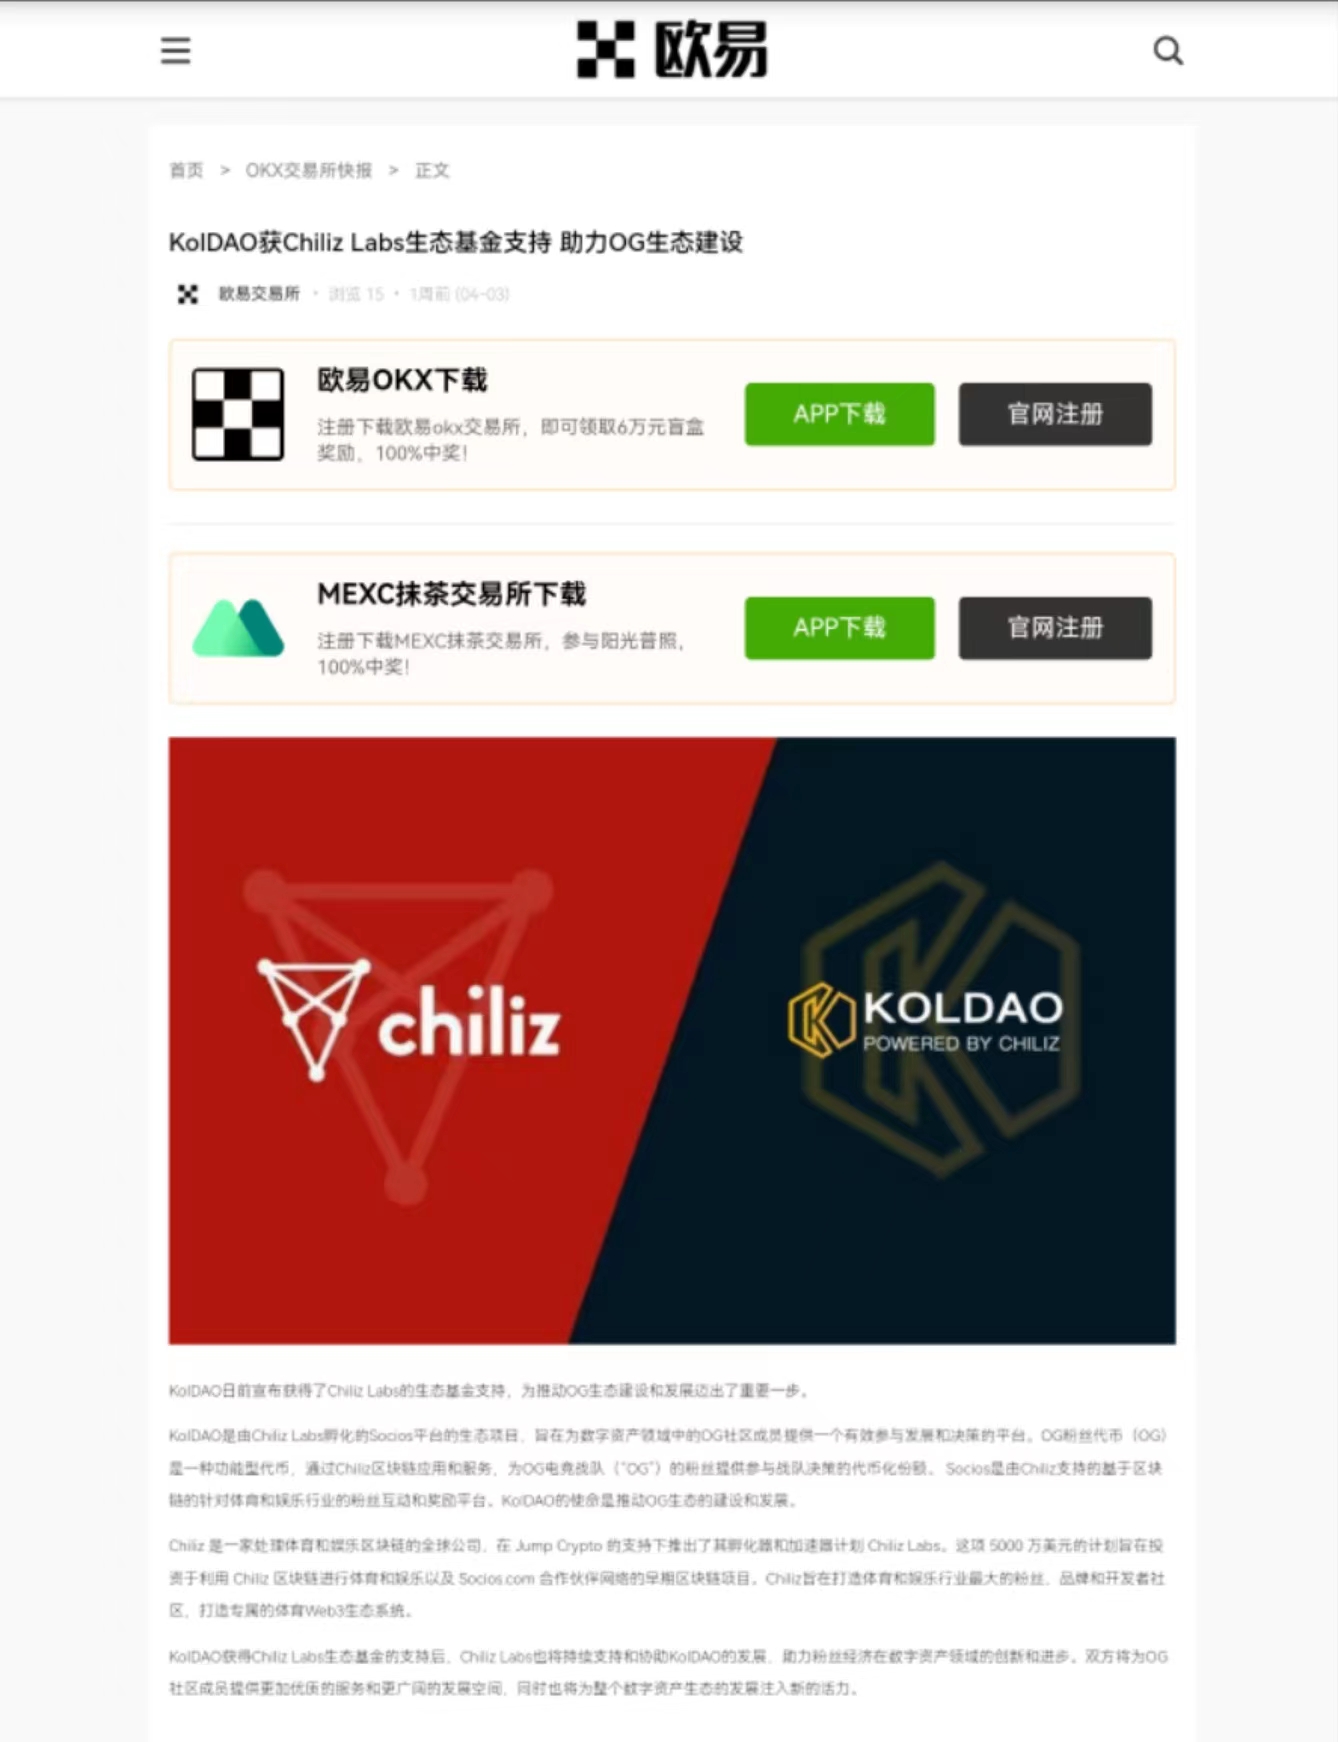 欧易
首页 > OKX交易所快报 > 正文
KolDAO获Chiliz Labs生态基金支持 助力OG生态建设
欧易交易所 · 浏览 15 · 1周前 (04-03)
欧易OKX下载
注册下载欧易okx交易所，即可领取6万元盲盒
奖励，100%中奖！
APP下载
官网注册
MEXC抹茶交易所下载
注册下载MEXC抹茶交易所，参与阳光普照，
100%中奖！
APP下载
官网注册
chiliz
KOLDAO
POWERED BY CHILIZ
KolDAO日前宣布获得了Chiliz Labs的生态基金支持，为推动OG生态建设和发展迈出了重要一步。
KolDAO是由Chiliz Labs孵化的Socios平台的生态项目，旨在为数字资产领域中的OG社区成员提供一个有效参与发展和决策的平台。OG粉丝代币（OG）
是一种功能型代币，通过Chiliz区块链应用和服务，为OG电竞战队（“OG”）的粉丝提供参与战队决策的代币化份额。 Socios是由Chiliz支持的基于区块
链的针对体育和娱乐行业的粉丝互动和奖励平台。KolDAO的使命是推动OG生态的建设和发展。
Chiliz 是一家处理体育和娱乐区块链的全球公司，在 Jump Crypto 的支持下推出了其孵化器和加速器计划 Chiliz Labs。这项 5000 万美元的计划旨在投
资于利用 Chiliz 区块链进行体育和娱乐以及 Socios.com 合作伙伴网络的早期区块链项目。Chiliz旨在打造体育和娱乐行业最大的粉丝、品牌和开发者社
区，打造专属的体育Web3生态系统。
KolDAO获得Chiliz Labs生态基金的支持后，Chiliz Labs也将持续支持和协助KolDAO的发展，助力粉丝经济在数字资产领域的创新和进步。双方将为OG
社区成员提供更加优质的服务和更广阔的发展空间，同时也将为整个数字资产生态的发展注入新的活力。